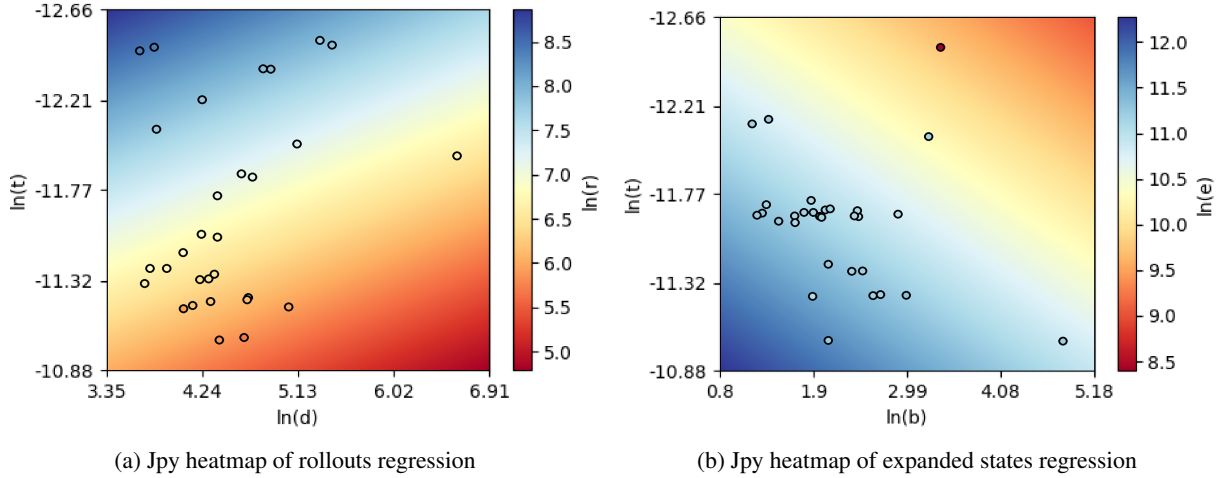 -12.66
-12.21
-11.77
-11.32
-10.88
ln(t)
3.35 4.24 5.13 6.02 6.91
ln(d)
8.5
8.0
7.5
7.0
6.5
6.0
5.5
5.0
ln(r)
(a) Jpy heatmap of rollouts regression
-12.66
-12.21
-11.77
-11.32
-10.88
ln(t)
0.8 1.9 2.99 4.08 5.18
ln(b)
12.0
11.5
11.0
10.5
10.0
9.5
9.0
8.5
ln(e)
(b) Jpy heatmap of expanded states regression